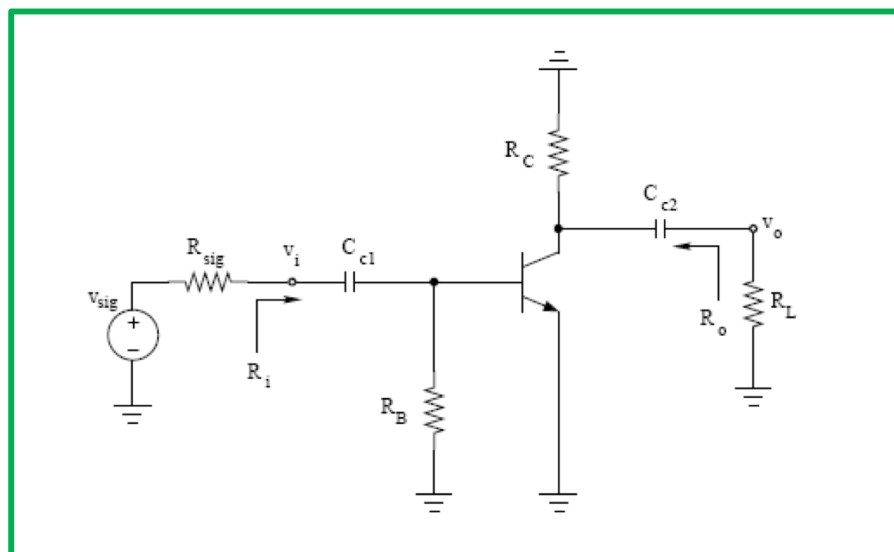 R_C
C_c2
v_o
R_sig
v_i
C_c1
v_sig
+
−
R_i
R_B
R_o
R_L